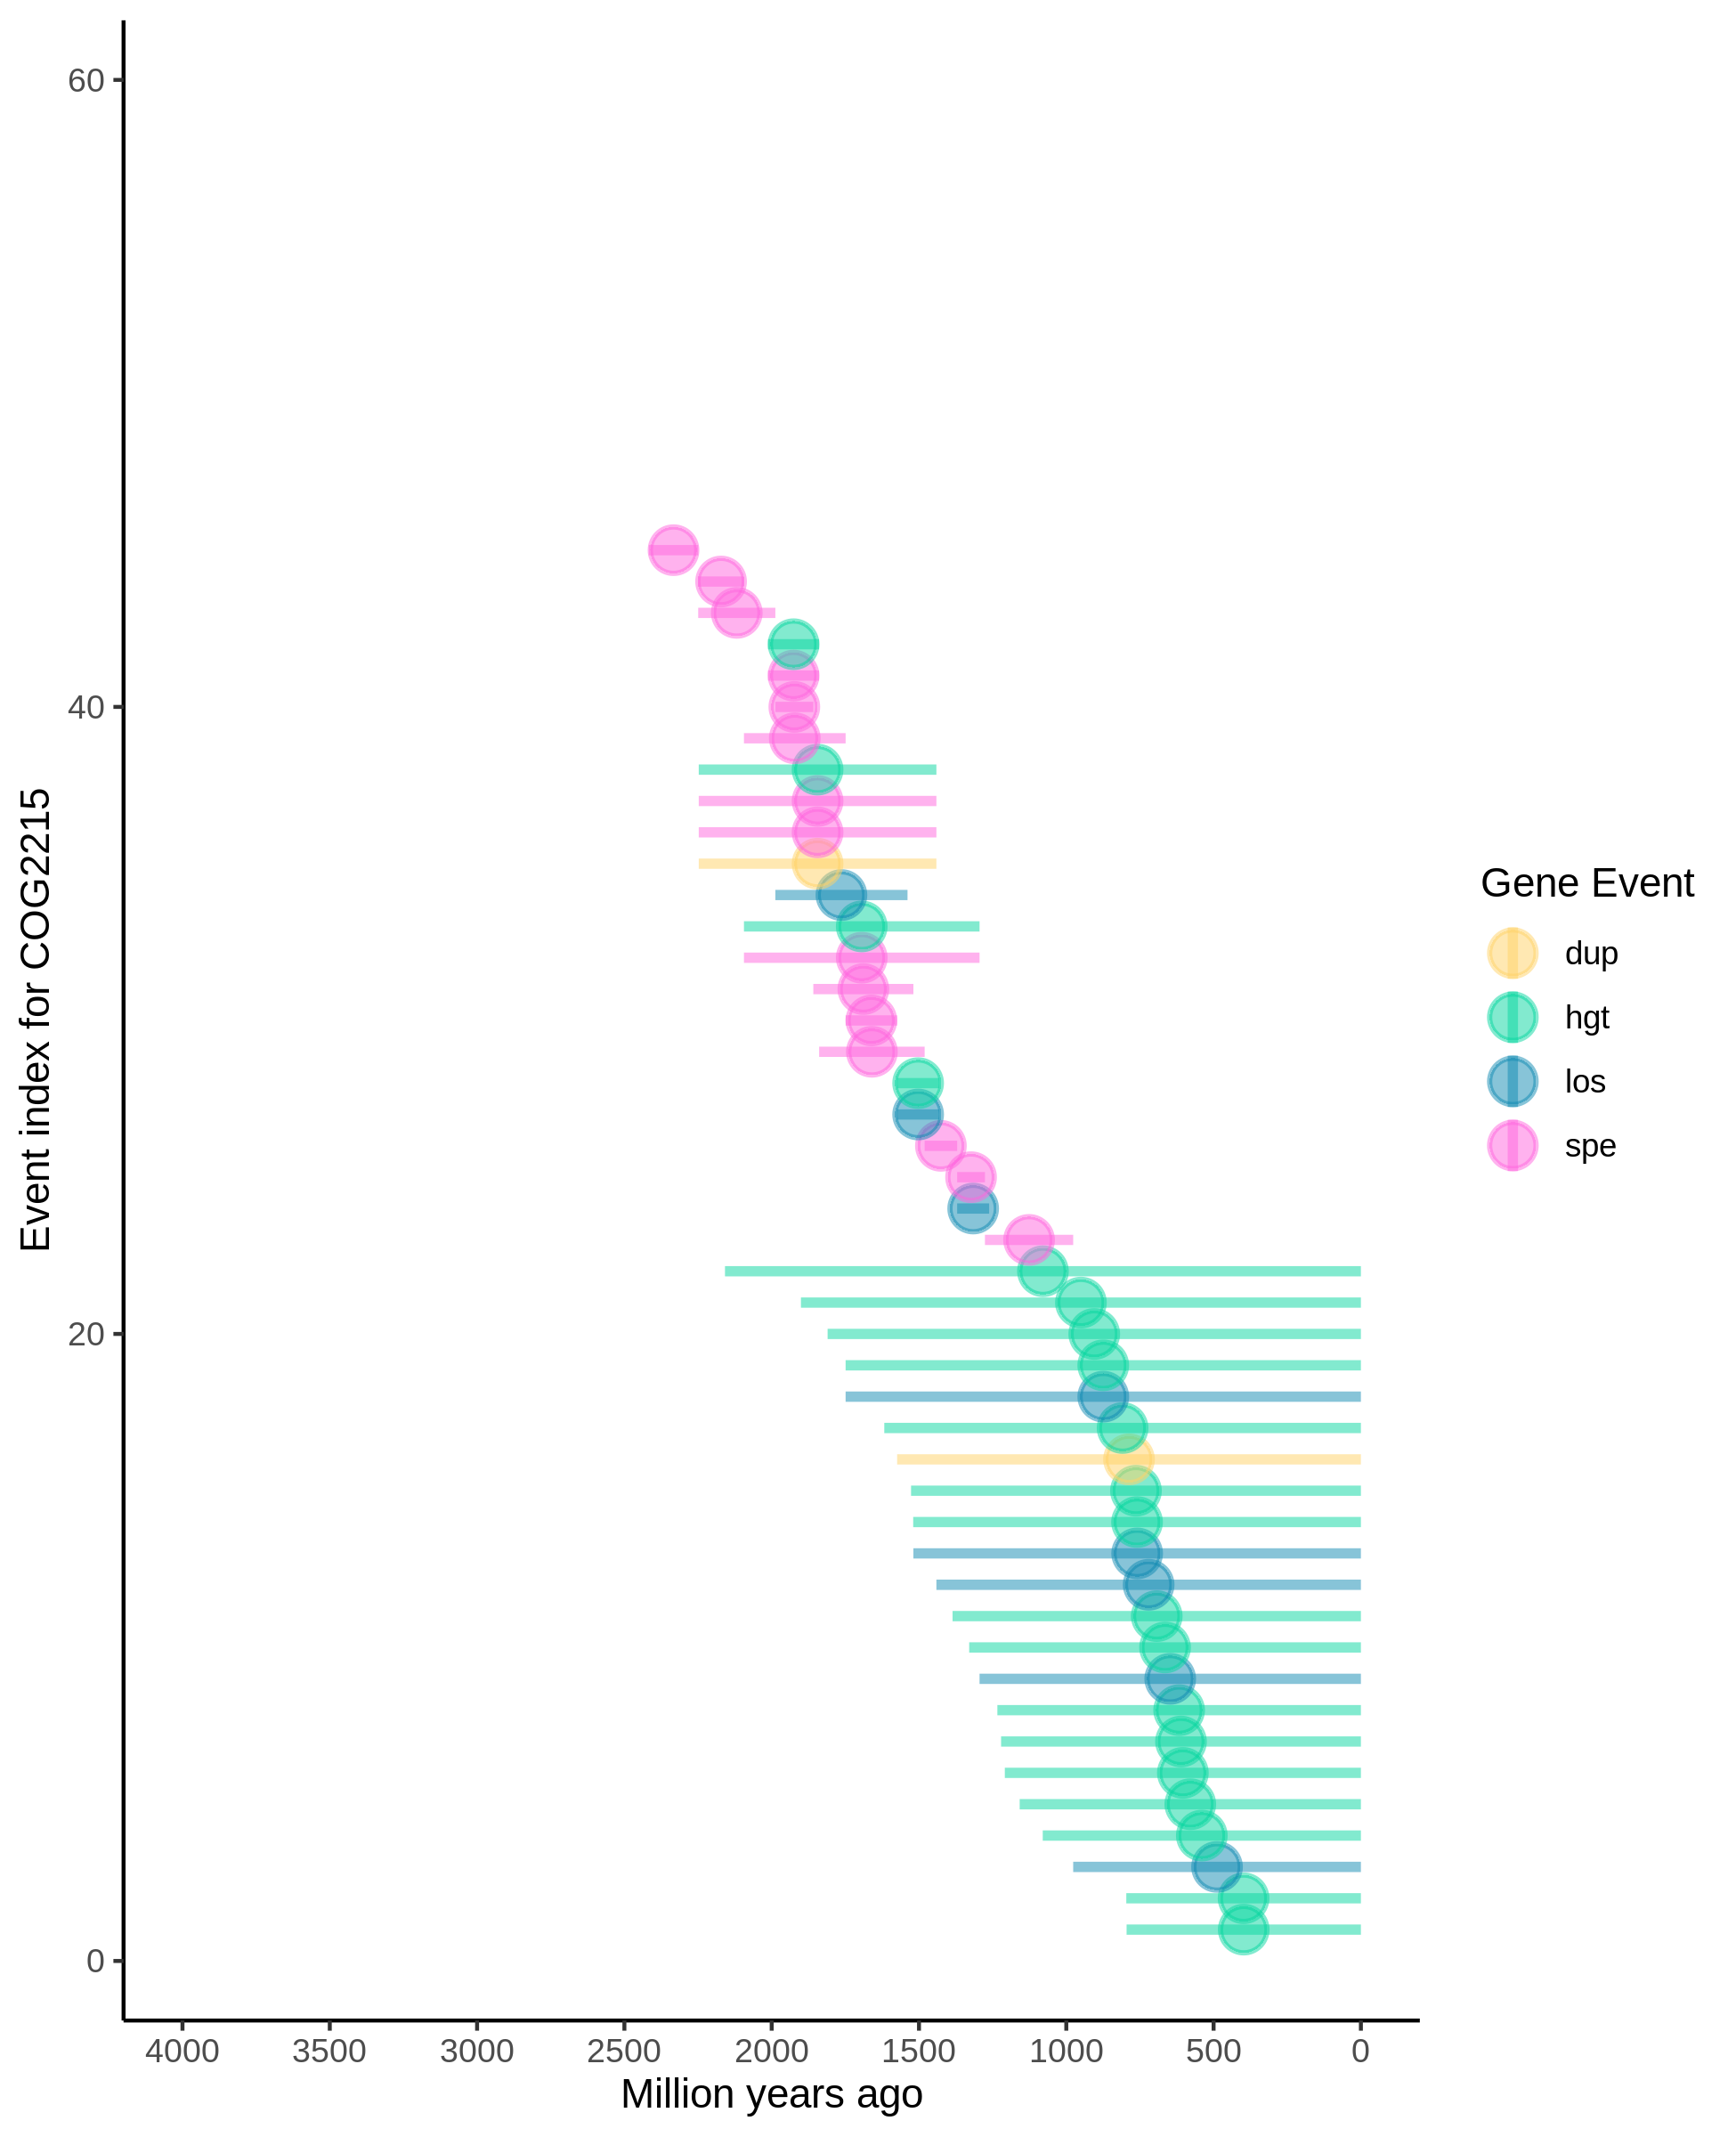 60
40
20
0
Event index for COG2215
4000 3500 3000 2500 2000 1500 1000 500 0
Million years ago
Gene Event
dup
hgt
los
spe